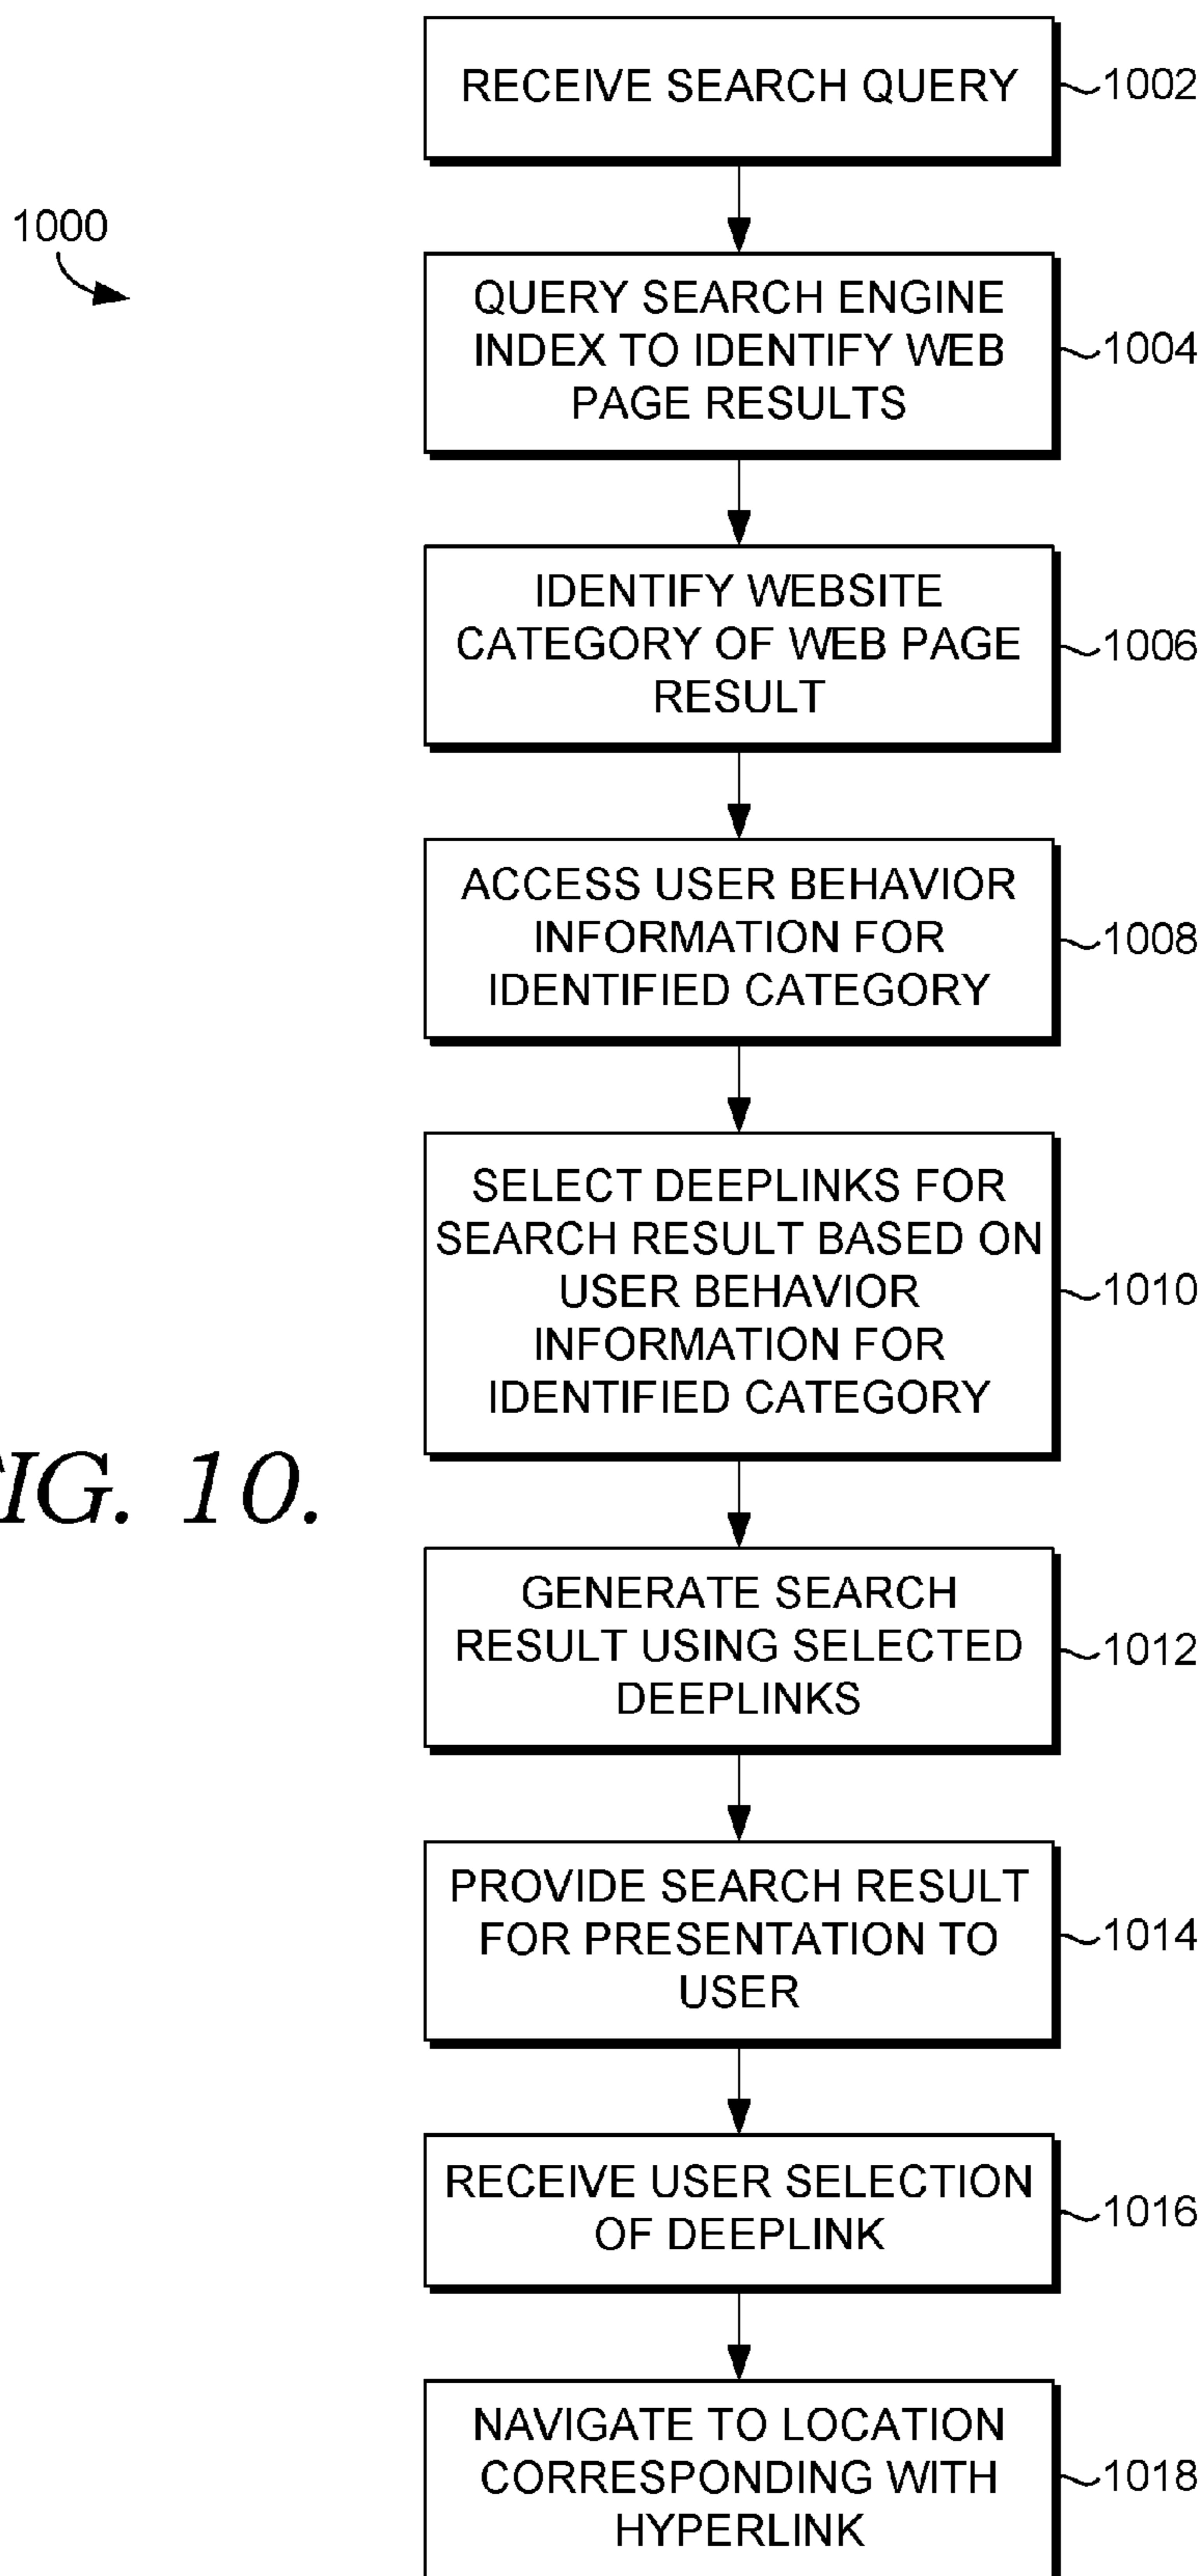 RECEIVE SEARCH QUERY
1002
1000
QUERY SEARCH ENGINE
INDEX TO IDENTIFY WEB
PAGE RESULTS
1004
IDENTIFY WEBSITE
CATEGORY OF WEB PAGE
RESULT
1006
ACCESS USER BEHAVIOR
INFORMATION FOR
IDENTIFIED CATEGORY
1008
SELECT DEEPLINKS FOR
SEARCH RESULT BASED ON
USER BEHAVIOR
INFORMATION FOR
IDENTIFIED CATEGORY
1010
IG. 10.
GENERATE SEARCH
RESULT USING SELECTED
DEEPLINKS
1012
PROVIDE SEARCH RESULT
FOR PRESENTATION TO
USER
1014
RECEIVE USER SELECTION
OF DEEPLINK
1016
NAVIGATE TO LOCATION
CORRESPONDING WITH
HYPERLINK
1018